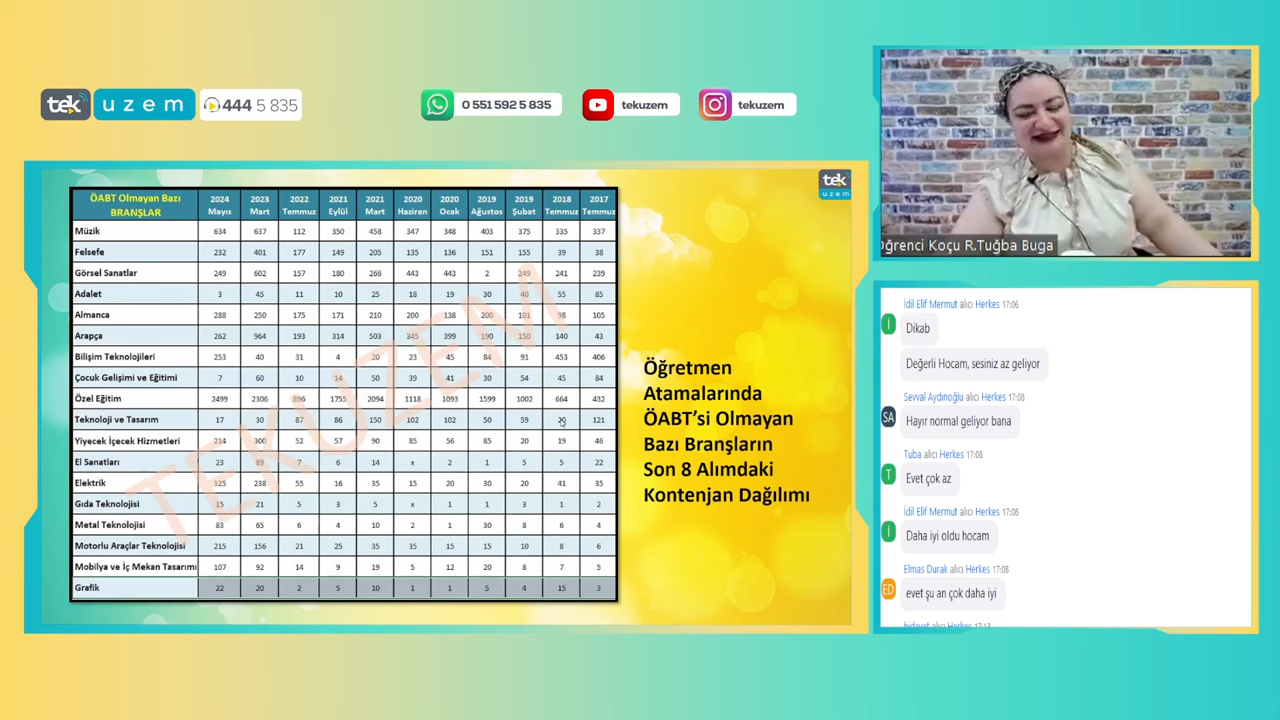 tek uzem 444 5 835
0 551 592 5 835
tekuzem
tekuzem
tek uzem
ÖABT Olmayan Bazı BRANŞLAR | 2024 Mayıs | 2023 Mart | 2022 Temmuz | 2021 Eylül | 2021 Mart | 2020 Haziran | 2020 Ocak | 2019 Ağustos | 2019 Şubat | 2018 Temmuz | 2017 Temmuz
Müzik 634 637 112 350 458 347 348 403 375 335 337
Felsefe 232 401 177 149 205 135 136 151 155 39 38
Görsel Sanatlar 249 602 157 180 266 443 443 2 249 241 239
Adalet 3 45 11 10 25 18 19 30 40 55 85
Almanca 288 250 175 171 210 200 138 200 101 98 105
Arapça 262 964 193 314 503 345 399 190 150 140 43
Bilişim Teknolojileri 253 40 31 4 20 23 45 84 91 453 406
Çocuk Gelişimi ve Eğitimi 7 60 10 14 50 39 41 30 54 45 84
Özel Eğitim 2499 2306 896 1755 2094 1118 1093 1599 1002 664 432
Teknoloji ve Tasarım 17 30 87 86 150 102 102 50 59 20 121
Yiyecek İçecek Hizmetleri 214 300 52 57 90 85 56 85 20 19 46
El Sanatları 23 89 7 6 14 x 2 1 5 5 22
Elektrik 325 238 55 16 35 15 20 30 20 41 35
Gıda Teknolojisi 15 21 5 3 5 x 1 1 3 1 2
Metal Teknolojisi 83 65 6 4 10 2 1 30 8 6 4
Motorlu Araçlar Teknolojisi 215 156 21 25 35 35 15 15 10 8 6
Mobilya ve İç Mekan Tasarımı 107 92 14 9 19 5 12 20 8 7 5
Grafik 22 20 2 5 10 1 1 5 4 15 3
TEKUZEM
Öğretmen
Atamalarında
ÖABT’si Olmayan
Bazı Branşların
Son 8 Alımdaki
Kontenjan Dağılımı
Öğrenci Koçu R.Tuğba Buga
İdil Elif Mermut alıcı Herkes 17:06
İ
Dikab
Değerli Hocam, sesiniz az geliyor
Sevval Aydınoğlu alıcı Herkes 17:08
SA
Hayır normal geliyor bana
Tuba alıcı Herkes 17:08
T
Evet çok az
İdil Elif Mermut alıcı Herkes 17:08
İ
Daha iyi oldu hocam
Elmas Durak alıcı Herkes 17:08
ED
evet şu an çok daha iyi
hidayet alıcı Herkes 17:13